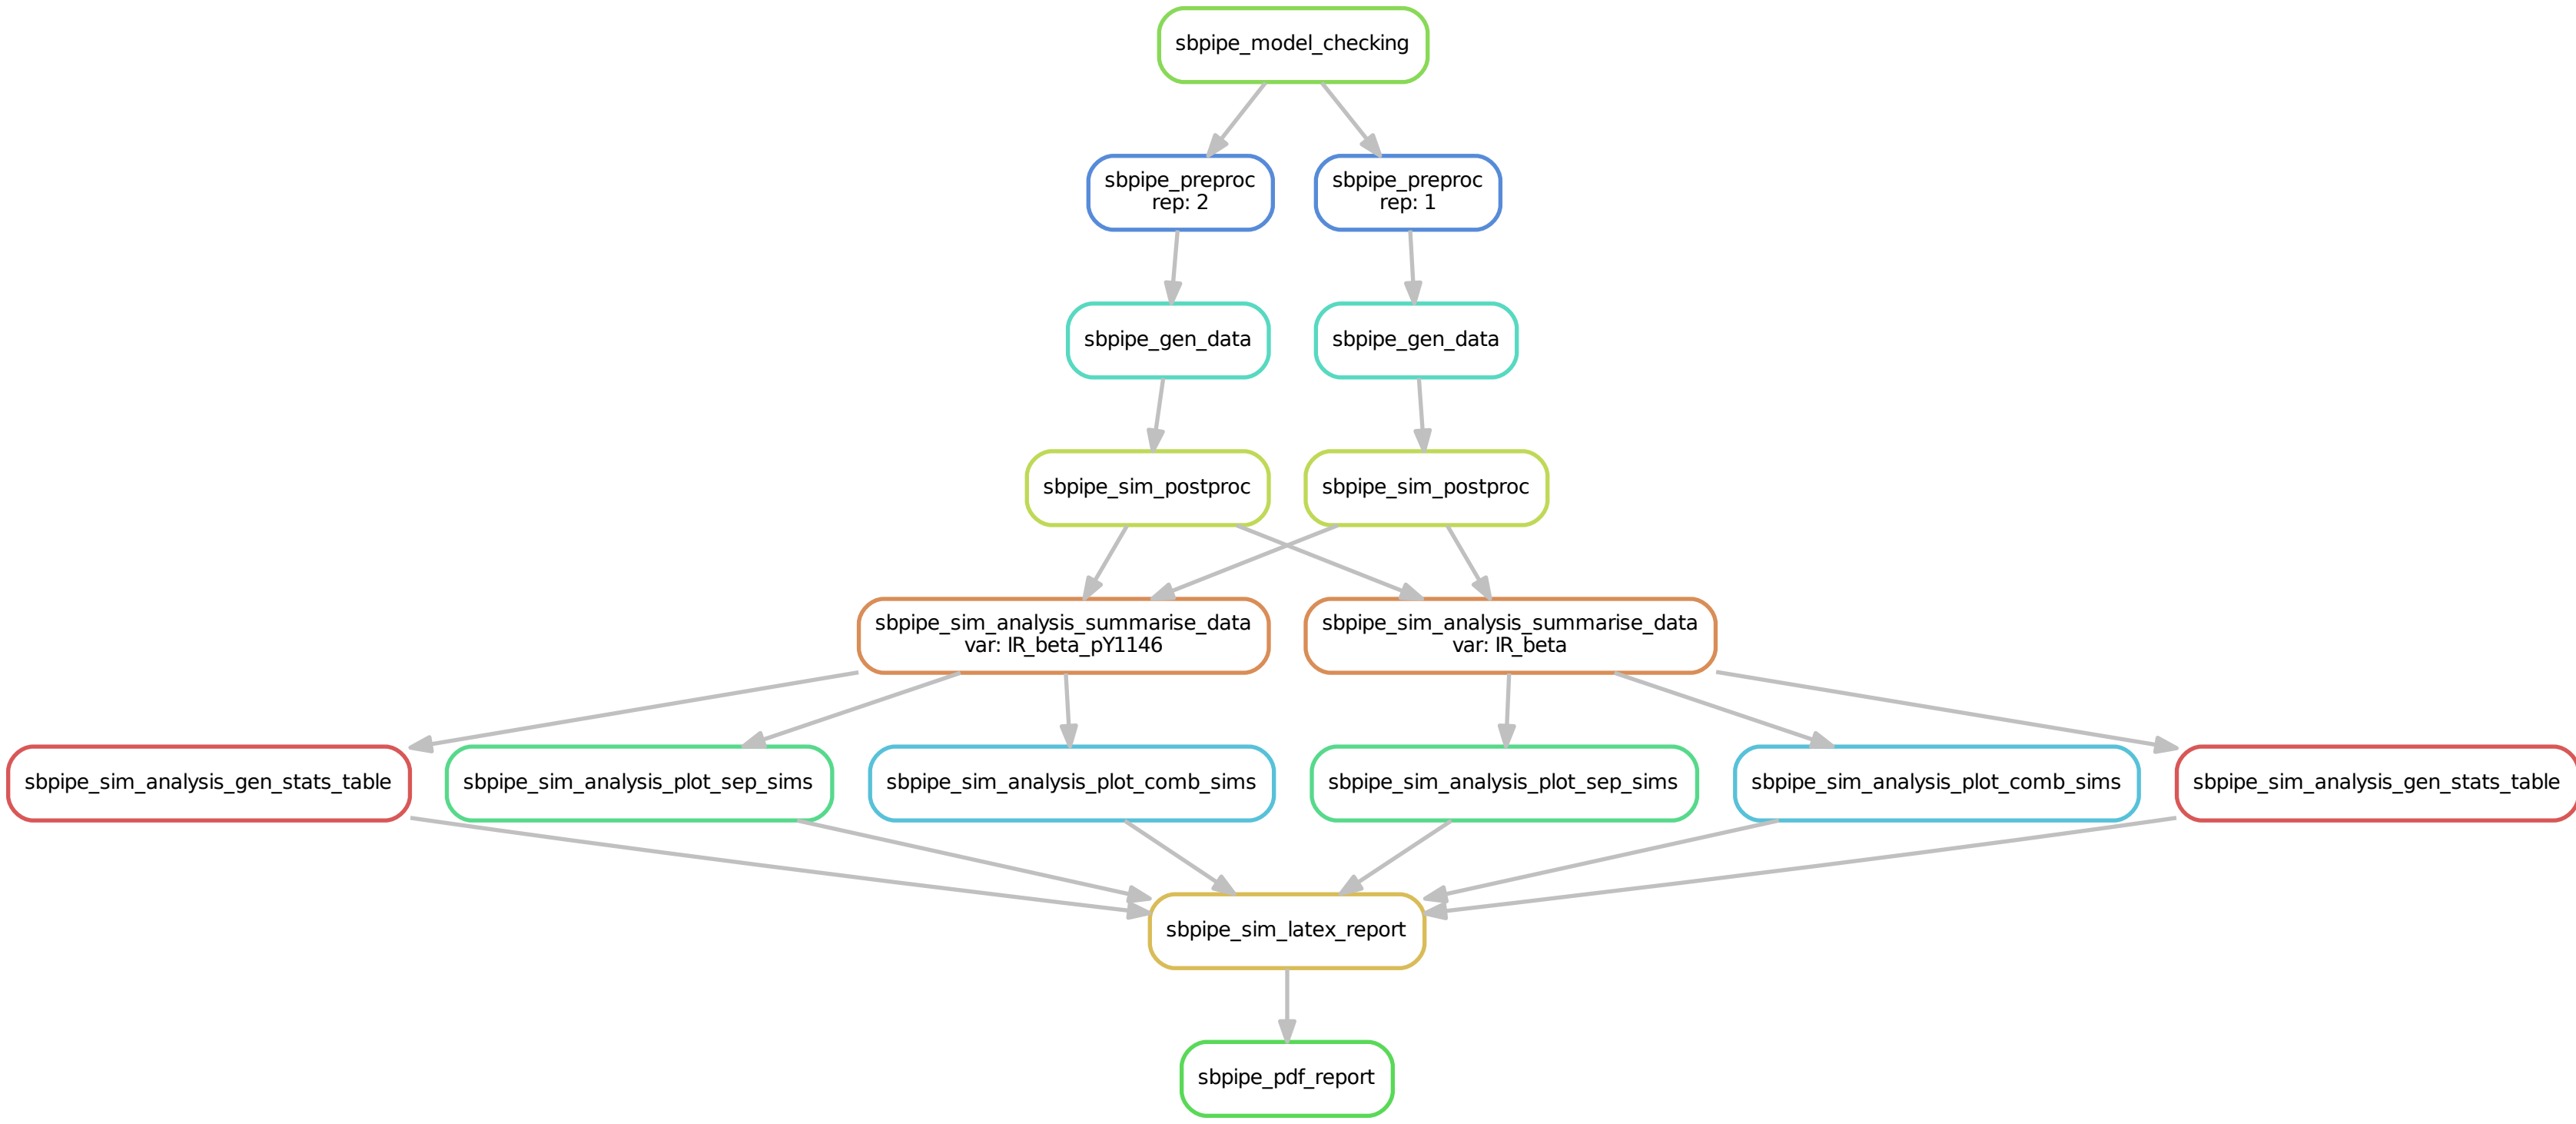 sbpipe_model_checking
sbpipe_preproc
rep: 2
sbpipe_preproc
rep: 1
sbpipe_gen_data
sbpipe_gen_data
sbpipe_sim_postproc
sbpipe_sim_postproc
sbpipe_sim_analysis_summarise_data
var: IR_beta_pY1146
sbpipe_sim_analysis_summarise_data
var: IR_beta
sbpipe_sim_analysis_gen_stats_table
sbpipe_sim_analysis_plot_sep_sims
sbpipe_sim_analysis_plot_comb_sims
sbpipe_sim_analysis_plot_sep_sims
sbpipe_sim_analysis_plot_comb_sims
sbpipe_sim_analysis_gen_stats_table
sbpipe_sim_latex_report
sbpipe_pdf_report